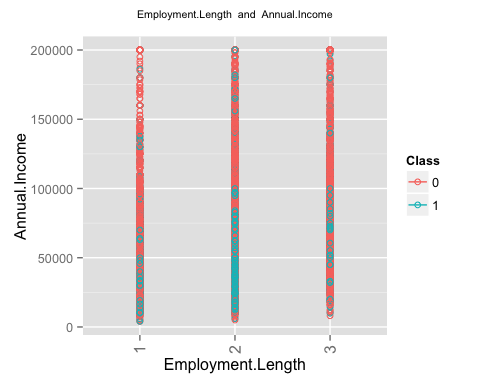 Employment.Length and Annual.Income
200000
150000
100000
50000
0
Annual.Income
1
2
3
Employment.Length
Class
0
1